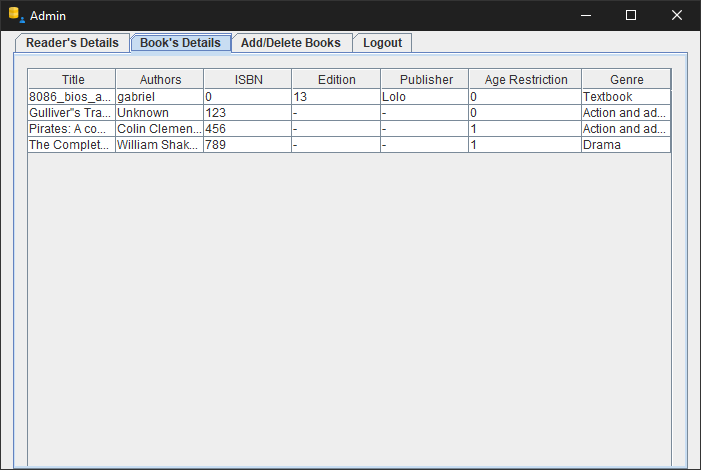 Admin
Reader's Details Book's Details Add/Delete Books Logout
Title Authors ISBN Edition Publisher Age Restriction Genre
8086_bios_a... gabriel 0 13 Lolo 0 Textbook
Gulliver"s Tra... Unknown 123 - - 0 Action and ad...
Pirates: A co... Colin Clemen... 456 - - 1 Action and ad...
The Complet... William Shak... 789 - - 1 Drama